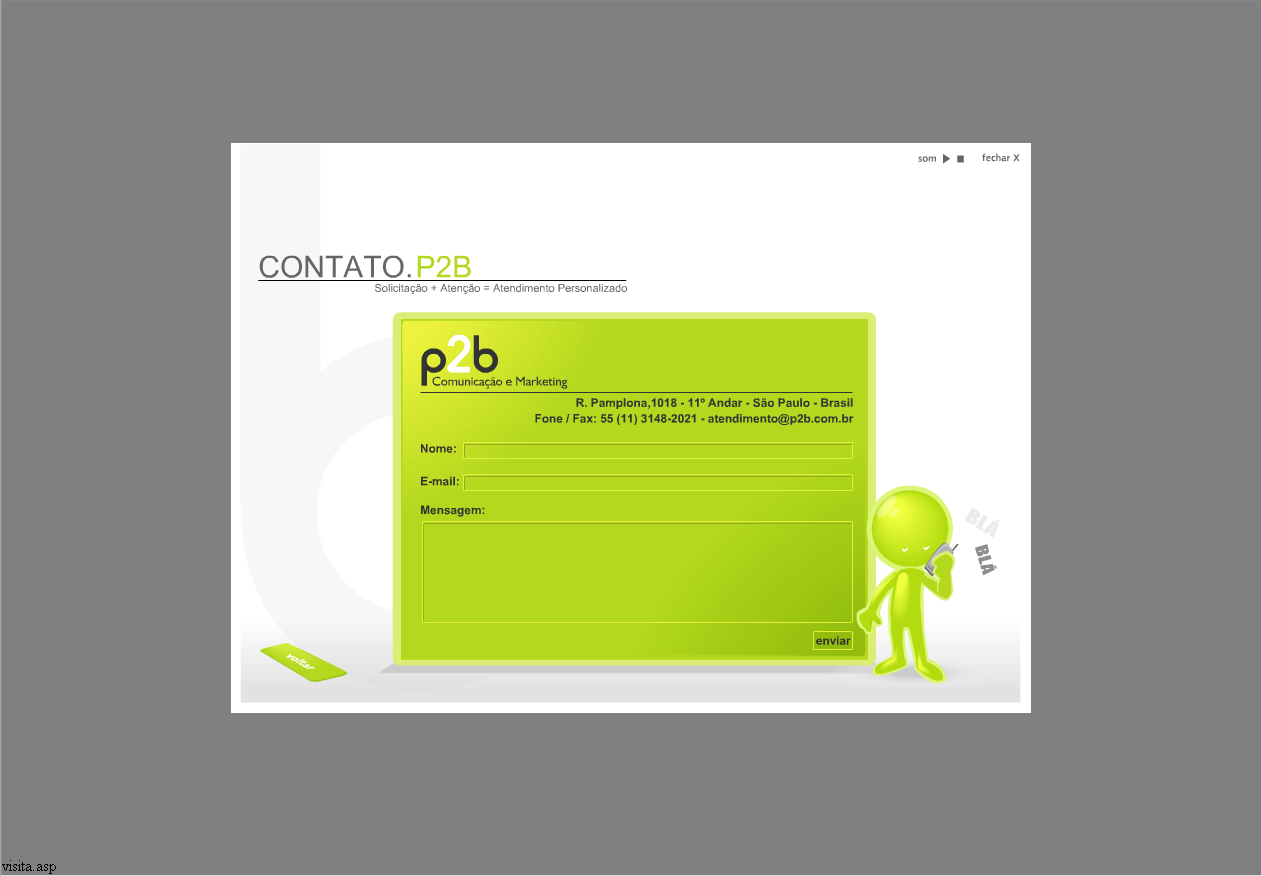 som
fechar X
CONTATO.P2B
Solicitação + Atenção = Atendimento Personalizado
p2b
Comunicação e Marketing
R. Pamplona,1018 - 11º Andar - São Paulo - Brasil
Fone / Fax: 55 (11) 3148-2021 - atendimento@p2b.com.br
Nome:
E-mail:
Mensagem:
BLÁ
BLÁ
enviar
voltar
visita.asp